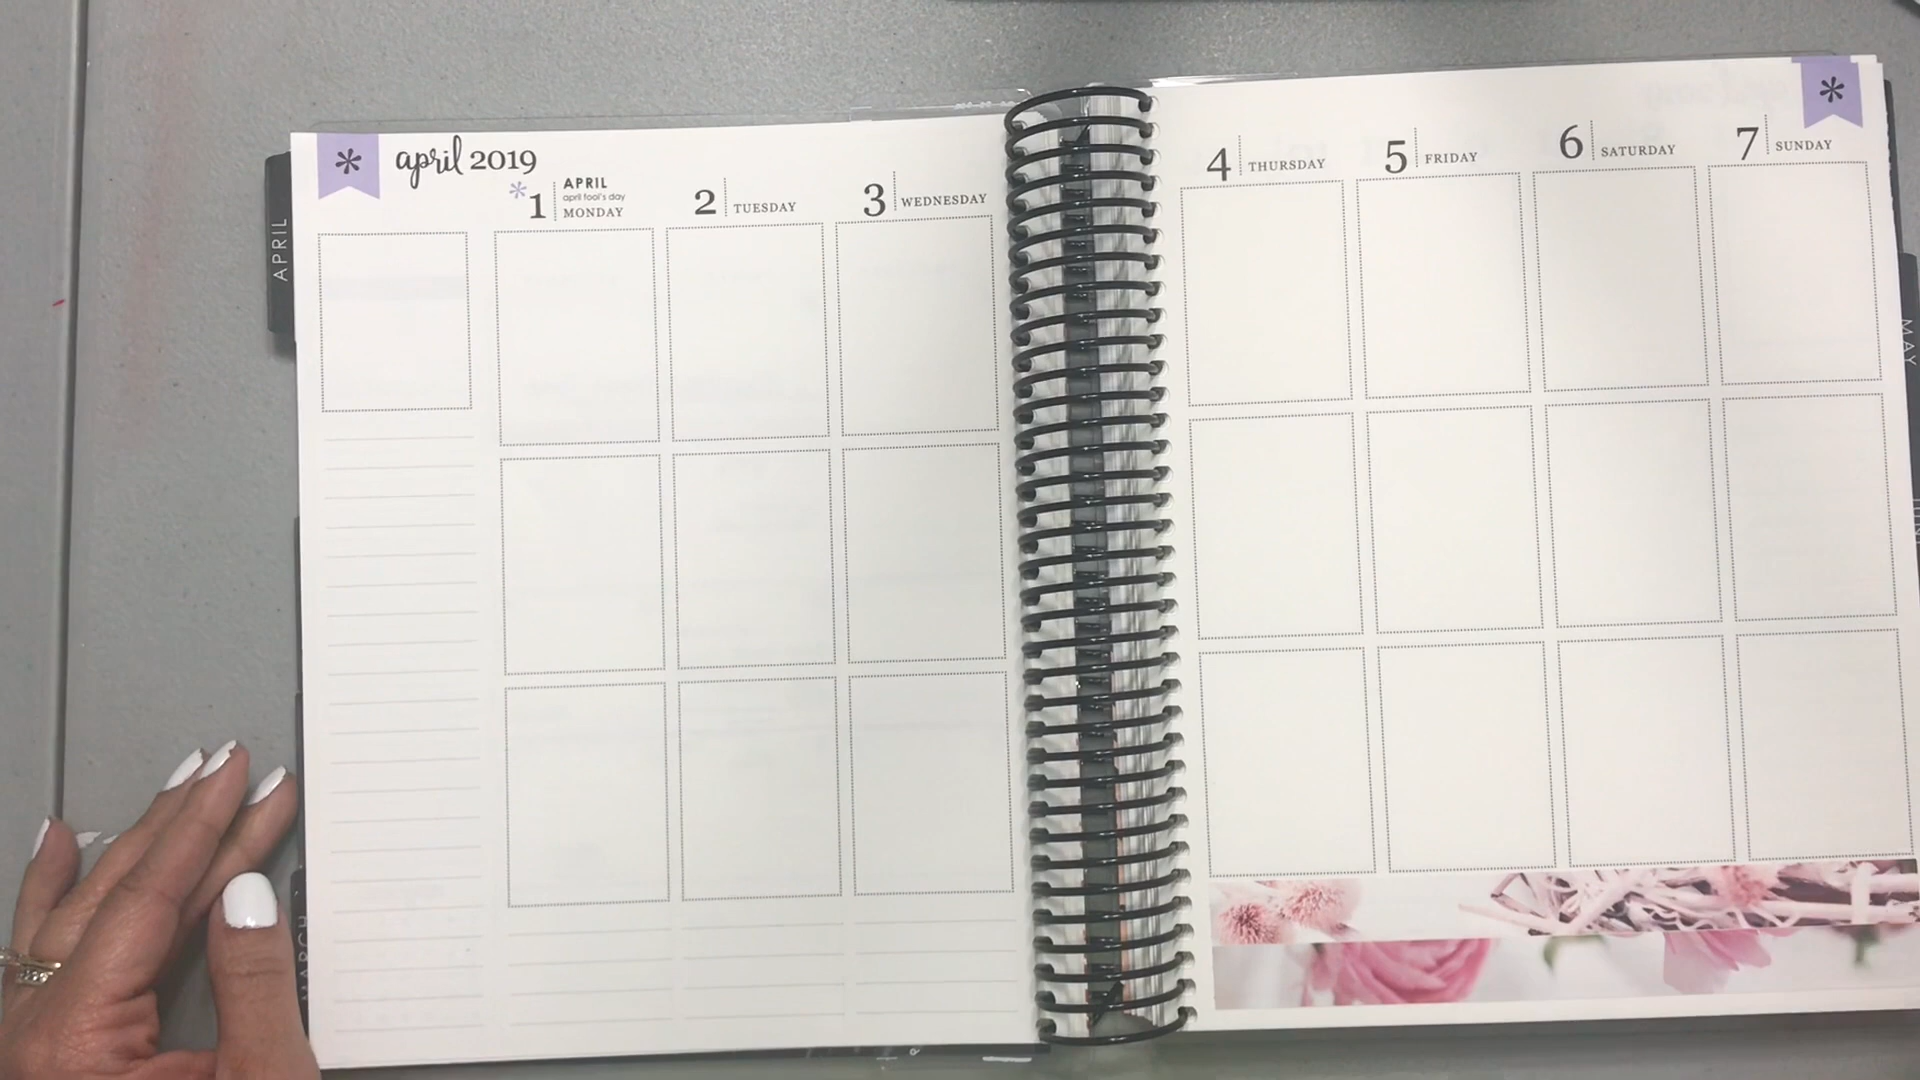 * april 2019
*
APRIL
april fool's day
* 1 MONDAY
2 TUESDAY
3 WEDNESDAY
4 THURSDAY
5 FRIDAY
6 SATURDAY
7 SUNDAY
*
APRIL
MARCH
MAY